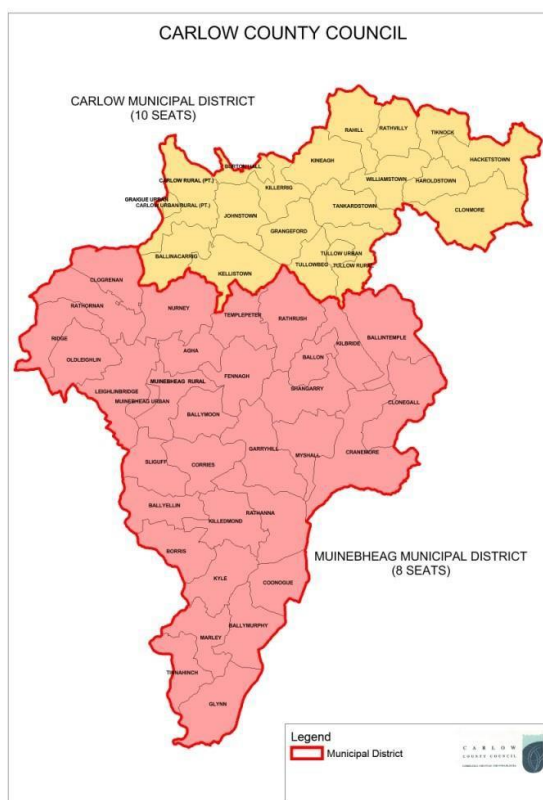 CARLOW COUNTY COUNCIL
CARLOW MUNICIPAL DISTRICT
(10 SEATS)
RAHILL
RATHVILLY
TIKNOCK
HACKETSTOWN
KINEAGH
CARLOW RURAL (PT.)
KILLERRIG
WILLIAMSTOWN
HAROLDSTOWN
GRAIGUE URBAN
CARLOW URBAN/RURAL (PT.)
JOHNSTOWN
TANKARDSTOWN
CLONMORE
GRANGEFORD
BALLINACARRIG
TULLOW URBAN
TULLOWBEG
TULLOW RURAL
KELLISTOWN
CLOGRENAN
RATHORNAN
NURNEY
TEMPLEPETER
RATHRUSH
RIDGE
KILBRIDE
BALLINTEMPLE
OLDLEIGHLIN
AGHA
BALLON
FENNAGH
MUINEBHEAG RURAL
SHANGARRY
LEIGHLINBRIDGE
MUINEBHEAG URBAN
CLONEGALL
BALLYMOON
GARRYHILL
MYSHALL
CRANEMORE
SLIGUFF
CORRIES
BALLYELLIN
RATHANNA
KILLEDMOND
BORRIS
MUINEBHEAG MUNICIPAL DISTRICT
(8 SEATS)
KYLE
COONOGUE
BALLYMURPHY
MARLEY
TINNAHINCH
GLYNN
Legend
Municipal District
CARLOW
COUNTY COUNCIL